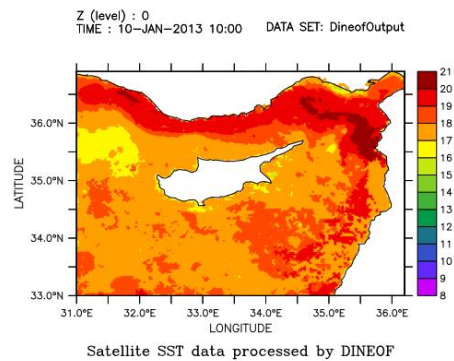 Z (level) : 0
TIME : 10-JAN-2013 10:00 DATA SET: DineofOutput
21
20
19
18
17
16
15
14
13
12
11
10
9
8
36.0°N
35.0°N
34.0°N
33.0°N
LATITUDE
31.0°E 32.0°E 33.0°E 34.0°E 35.0°E 36.0°E
LONGITUDE
Satellite SST data processed by DINEOF